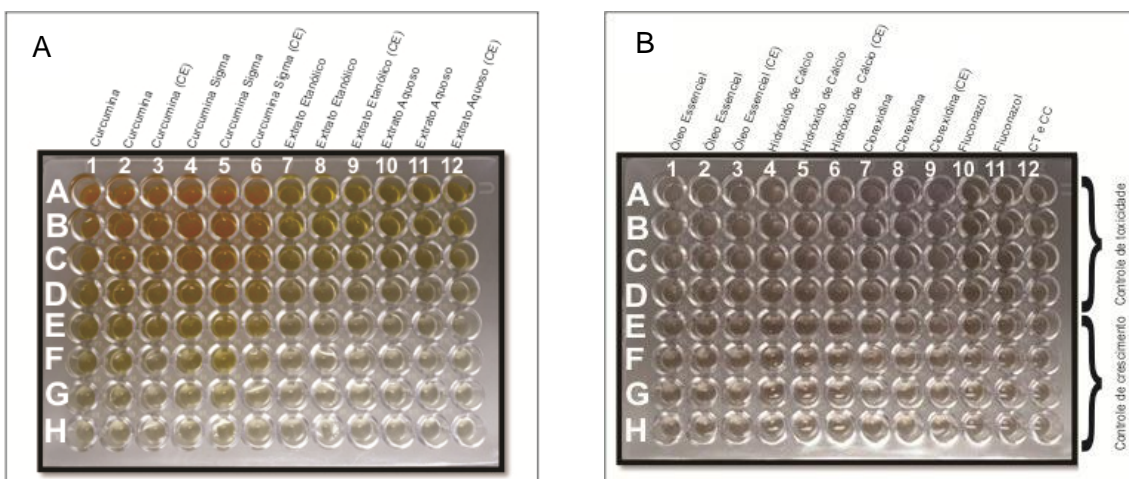 A
Curcumina
Curcumina
Curcumina (CE)
Curcumina Sigma
Curcumina Sigma
Curcumina Sigma (CE)
Extrato Etanólico
Extrato Etanólico
Extrato Etanólico (CE)
Extrato Aquoso
Extrato Aquoso
Extrato Aquoso (CE)
1 2 3 4 5 6 7 8 9 10 11 12
A
B
C
D
E
F
G
H
B
Óleo Essencial
Óleo Essencial
Óleo Essencial (CE)
Hidróxido de Cálcio
Hidróxido de Cálcio
Hidróxido de Cálcio (CE)
Clorexidina
Clorexidina
Clorexidina (CE)
Fluconazol
Fluconazol
CT e CC
1 2 3 4 5 6 7 8 9 10 11 12
A
B
C
D
E
F
G
H
Controle de toxicidade
Controle de crescimento